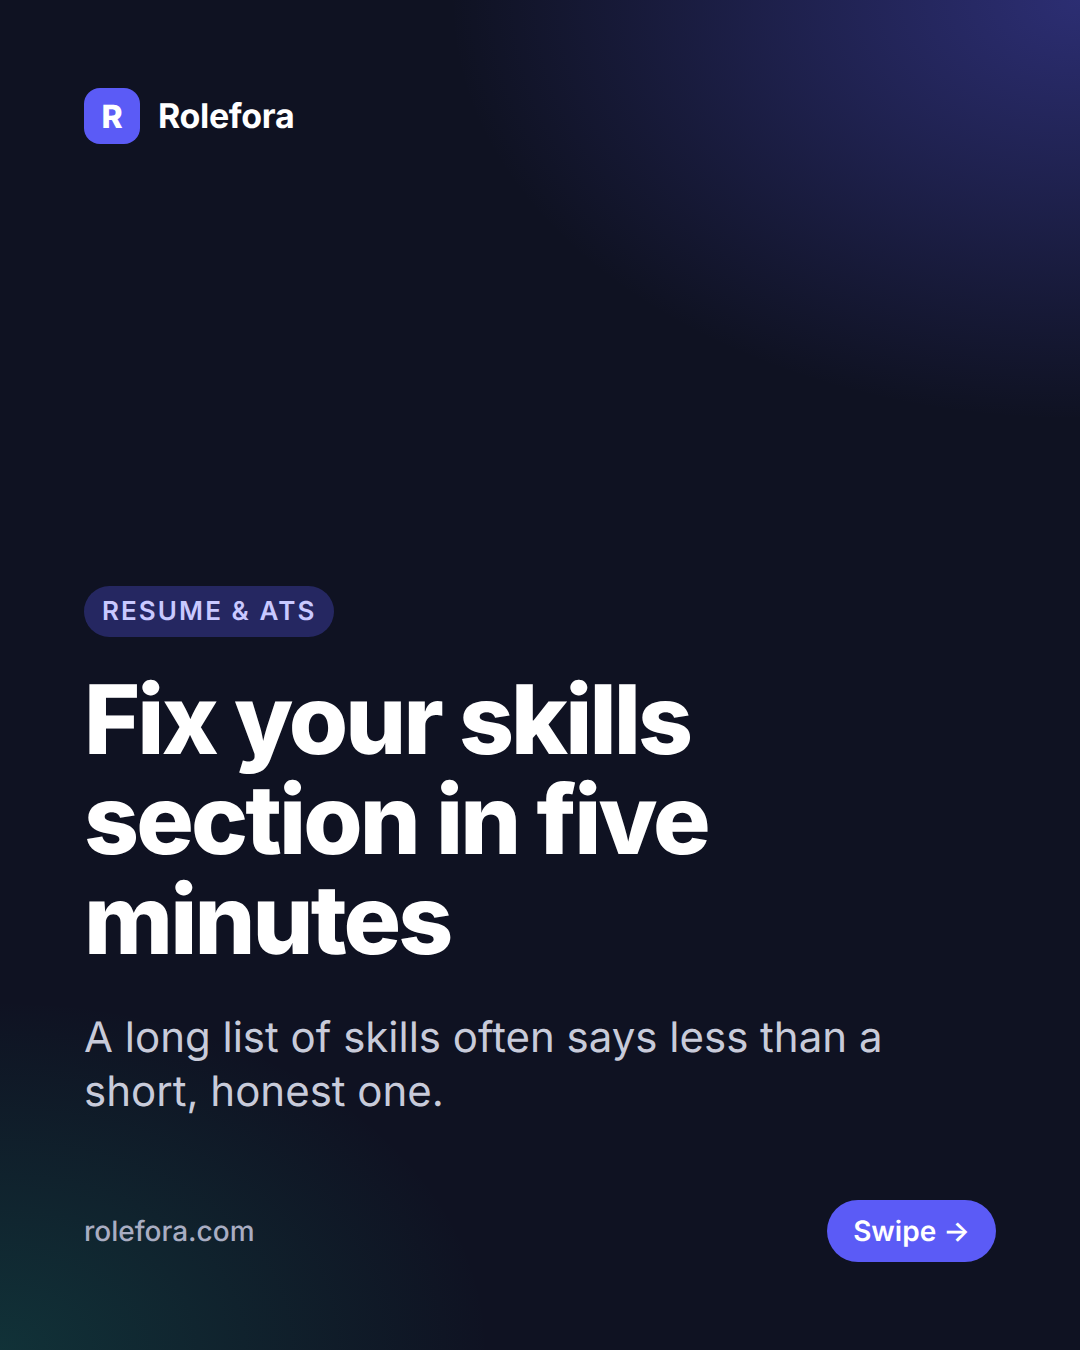 R Rolefora
RESUME & ATS
Fix your skills
section in five
minutes
A long list of skills often says less than a
short, honest one.
rolefora.com
Swipe →